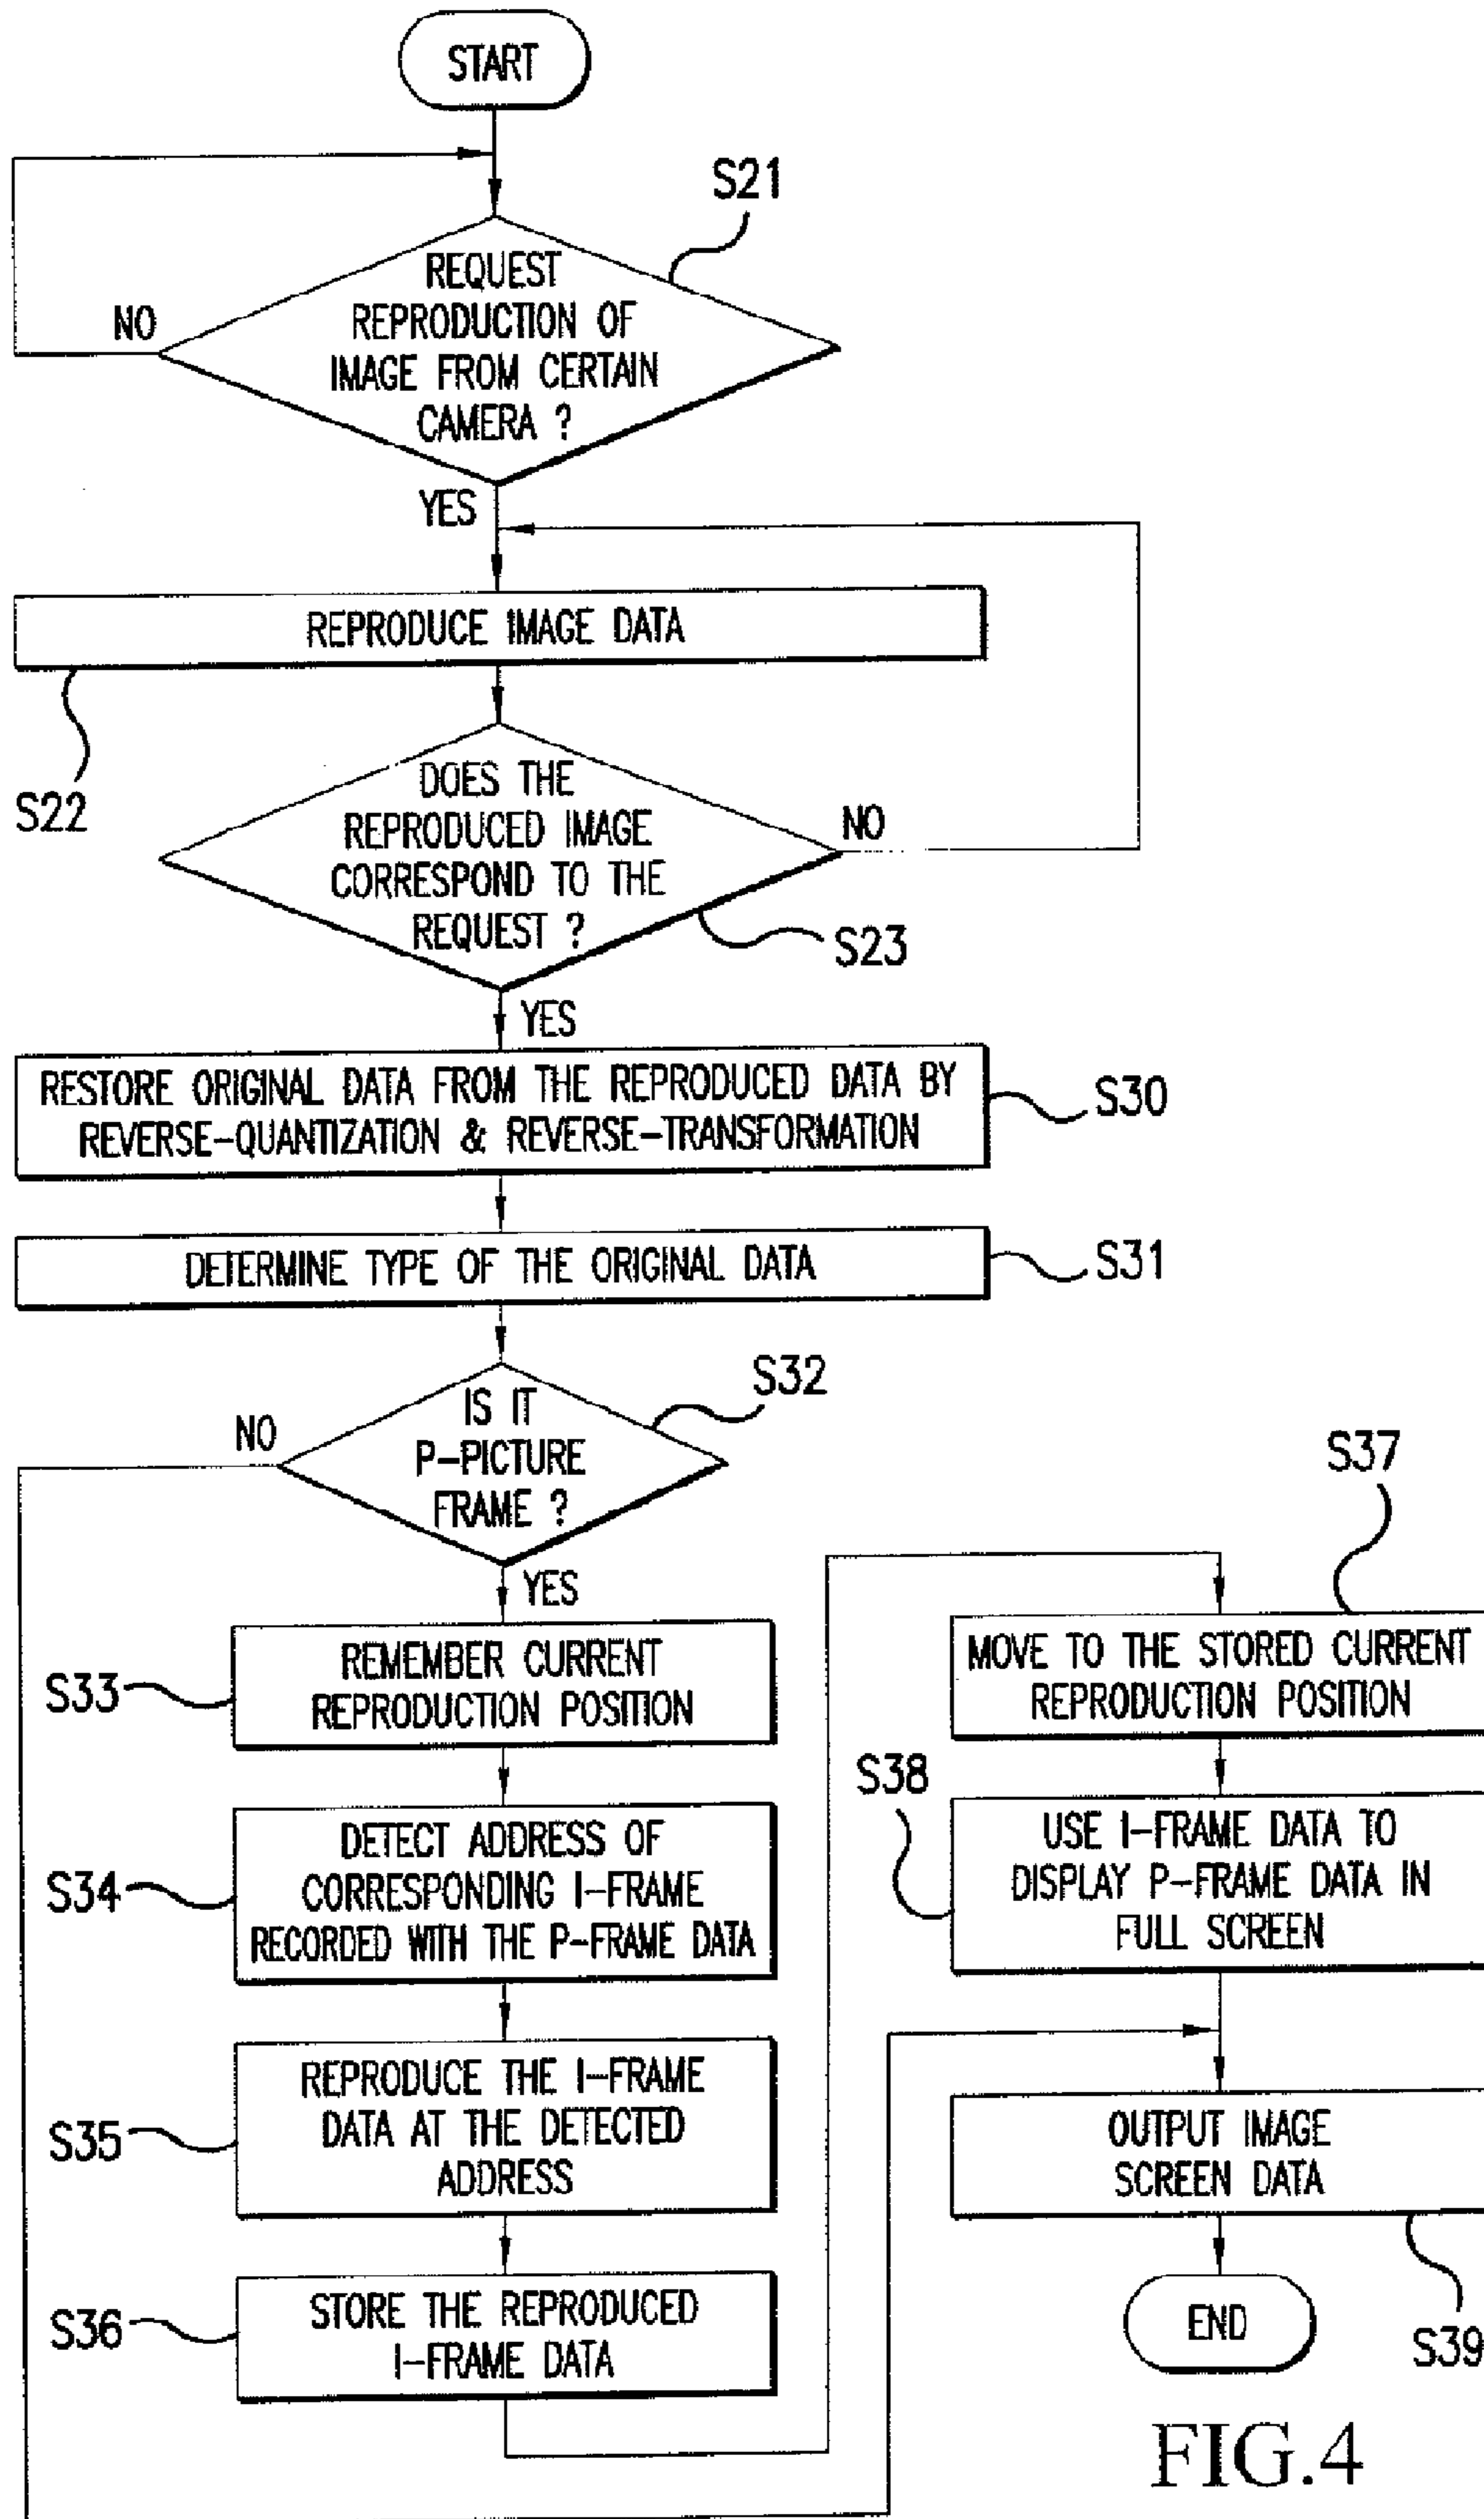 START
S21
REQUEST
REPRODUCTION OF
IMAGE FROM CERTAIN
CAMERA ?
NO
YES
REPRODUCE IMAGE DATA
S22
DOES THE
REPRODUCED IMAGE
CORRESPOND TO THE
REQUEST ?
NO
S23
YES
RESTORE ORIGINAL DATA FROM THE REPRODUCED DATA BY
REVERSE-QUANTIZATION & REVERSE-TRANSFORMATION
S30
DETERMINE TYPE OF THE ORIGINAL DATA
S31
S32
IS IT
P-PICTURE
FRAME ?
NO
YES
REMEMBER CURRENT
REPRODUCTION POSITION
S33
DETECT ADDRESS OF
CORRESPONDING I-FRAME
RECORDED WITH THE P-FRAME DATA
S34
REPRODUCE THE I-FRAME
DATA AT THE DETECTED
ADDRESS
S35
STORE THE REPRODUCED
I-FRAME DATA
S36
S37
MOVE TO THE STORED CURRENT
REPRODUCTION POSITION
S38
USE I-FRAME DATA TO
DISPLAY P-FRAME DATA IN
FULL SCREEN
OUTPUT IMAGE
SCREEN DATA
S39
END
FIG.4